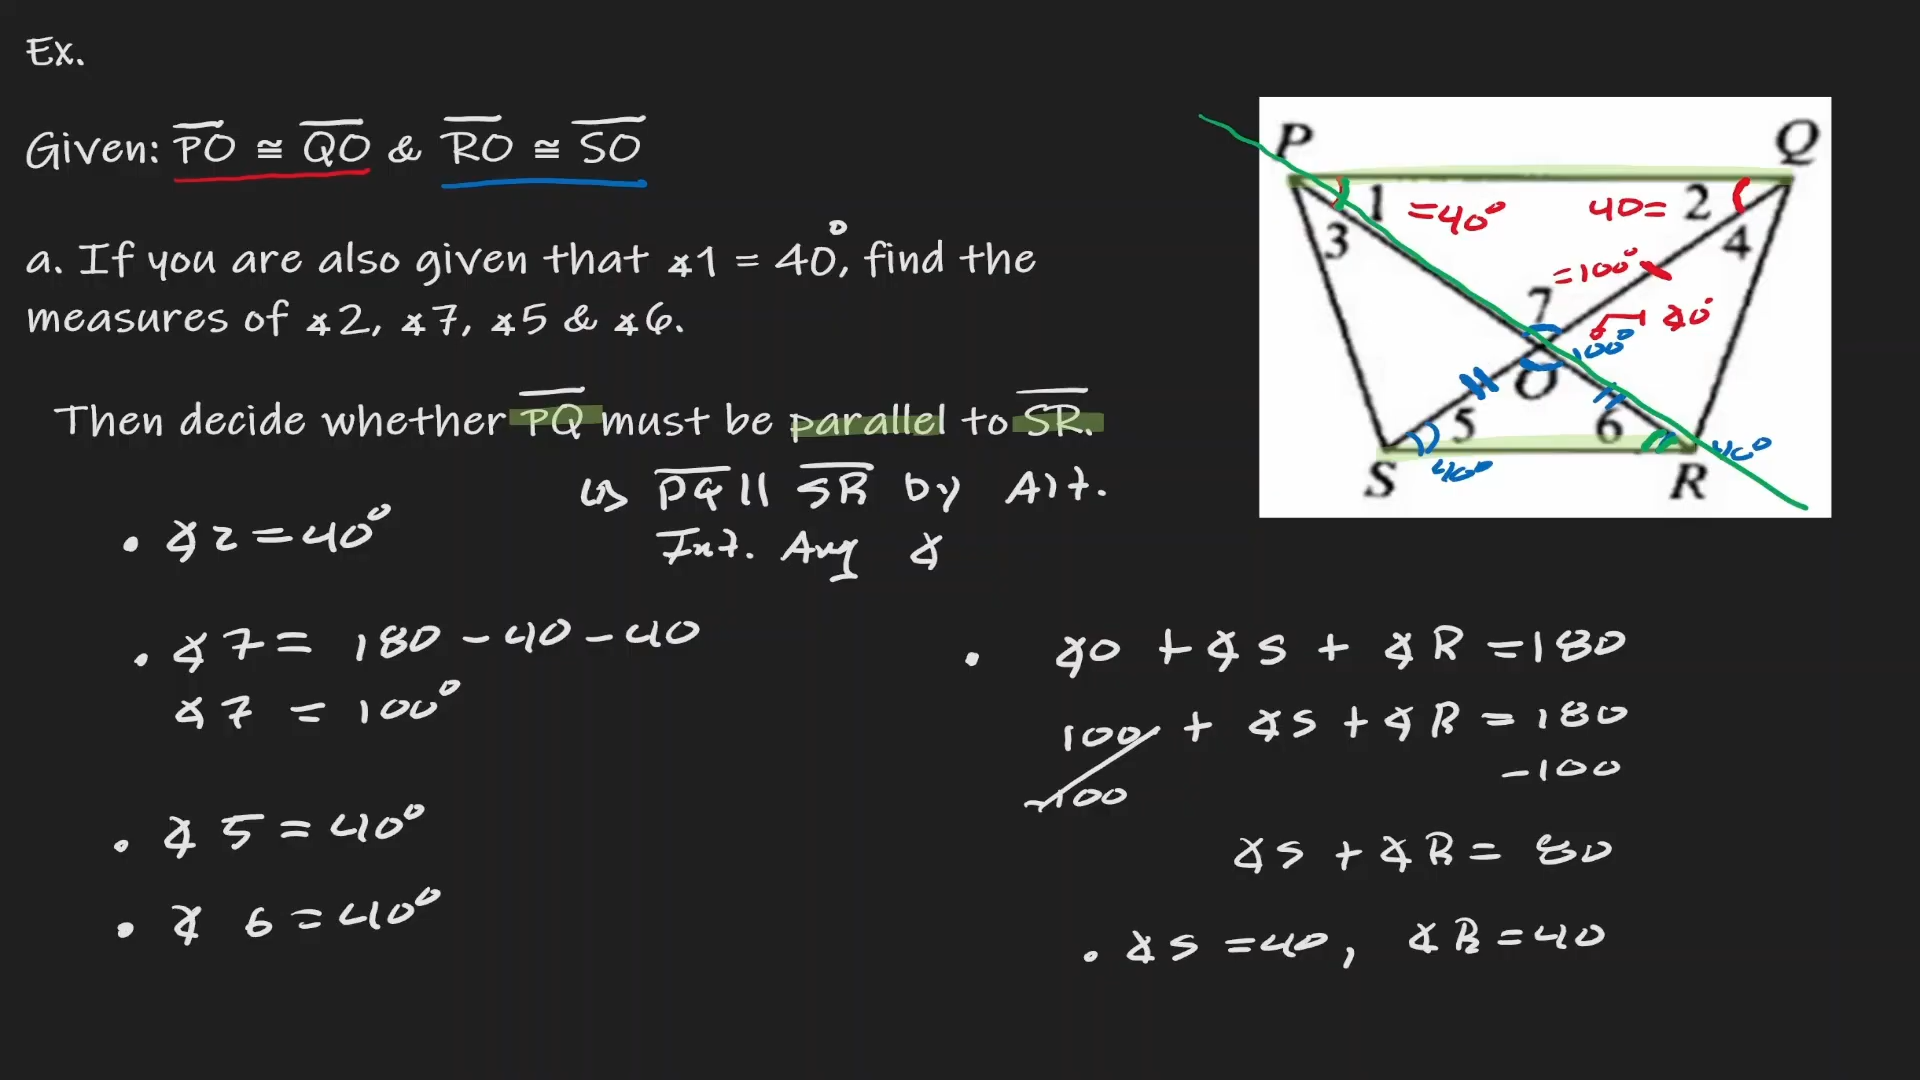 Ex.
Given: PO ≅ QO & RO ≅ SO
a. If you are also given that ∡1 = 40°, find the
measures of ∡2, ∡7, ∡5 & ∡6.
Then decide whether PQ must be parallel to SR.
↳ PQ || SR by Alt.
Int. Ang ∡
• ∡2 = 40°
• ∡7 = 180 - 40 - 40
∡7 = 100°
• ∡5 = 40°
• ∡6 = 40°
P
Q
1 = 40°
40 = 2
3
4
= 100°
7
∡O
100°
O
5
6
40°
40°
S
R
• ∡O + ∡S + ∡R = 180
100 + ∡S + ∡R = 180
-100
-100
∡S + ∡R = 80
• ∡S = 40, ∡R = 40